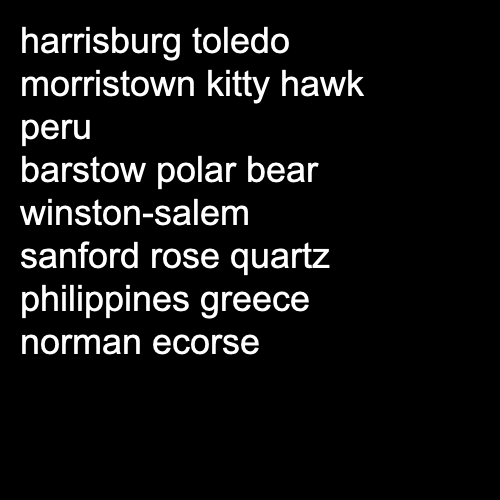 harrisburg toledo
morristown kitty hawk
peru
barstow polar bear
winston-salem
sanford rose quartz
philippines greece
norman ecorse